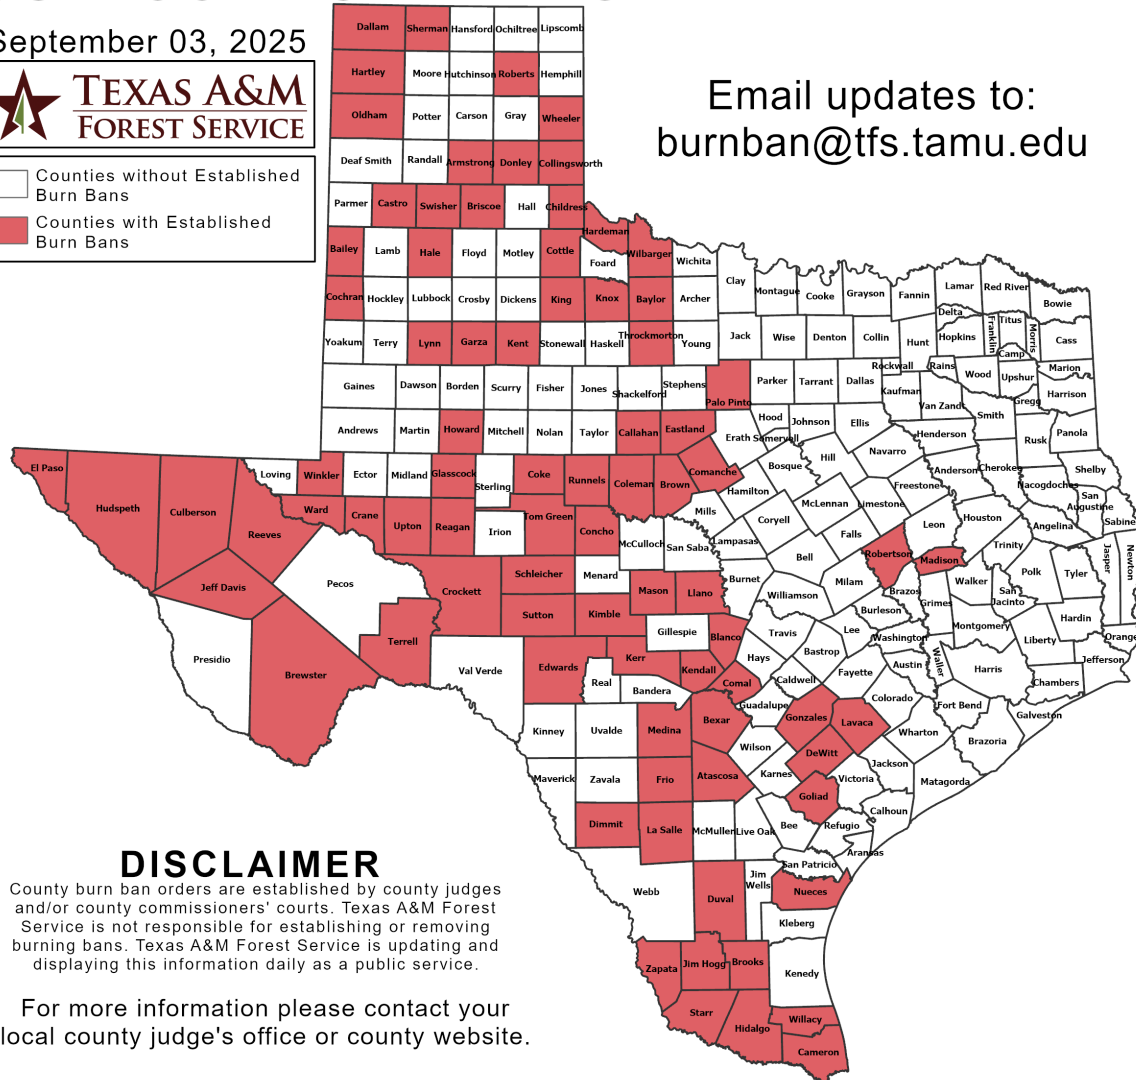 September 03, 2025
TEXAS A&M
FOREST SERVICE
Counties without Established
Burn Bans
Counties with Established
Burn Bans
Email updates to:
burnban@tfs.tamu.edu
Dallam Sherman Hansford Ochiltree Lipscomb
Hartley Moore Hutchinson Roberts Hemphill
Oldham Potter Carson Gray Wheeler
Deaf Smith Randall Armstrong Donley Collingsworth
Parmer Castro Swisher Briscoe Hall Childress
Hardeman
Bailey Lamb Hale Floyd Motley Cottle Foard Wilbarger Wichita
Clay Montague Cooke Grayson Fannin Lamar Red River Bowie
Cochran Hockley Lubbock Crosby Dickens King Knox Baylor Archer
Delta Franklin Titus Morris
Yoakum Terry Lynn Garza Kent Stonewall Haskell Throckmorton Young Jack Wise Denton Collin Hunt Hopkins Cass
Camp
Rockwall Rains Wood Upshur Marion
Gaines Dawson Borden Scurry Fisher Jones Shackelford Stephens Palo Pinto Parker Tarrant Dallas Kaufman Van Zandt Gregg Harrison
Smith
Andrews Martin Howard Mitchell Nolan Taylor Callahan Eastland Erath Somervell Hood Johnson Ellis Henderson Rusk Panola
El Paso Loving Winkler Ector Midland Glasscock Sterling Coke Runnels Coleman Brown Comanche Bosque Hill Navarro Anderson Cherokee Shelby
Hudspeth Culberson Reeves Ward Crane Upton Reagan Irion Tom Green Concho McCulloch San Saba Mills Hamilton Coryell McLennan Limestone Freestone Leon Houston Nacogdoches San
Augustine
Angelina Sabine
Lampasas Bell Falls Robertson Madison Trinity Jasper Newton
Jeff Davis Pecos Crockett Schleicher Menard Mason Llano Burnet Williamson Milam Brazos Grimes Walker San
Jacinto
Polk Tyler
Sutton Kimble Burleson Montgomery Hardin
Presidio Brewster Terrell Val Verde Edwards Kerr Gillespie Blanco Travis Lee Washington Liberty Orange
Real Bandera Kendall Comal Hays Bastrop Fayette Austin Waller Harris Chambers Jefferson
Caldwell Guadalupe Colorado Fort Bend Galveston
Kinney Uvalde Medina Bexar Gonzales Lavaca Wharton Brazoria
Wilson DeWitt
Maverick Zavala Frio Atascosa Karnes Victoria Jackson Matagorda
Goliad Calhoun
Dimmit La Salle McMullen Live Oak Bee Refugio
Aransas
San Patricio
Webb Duval Jim
Wells
Nueces
Kleberg
Zapata Jim Hogg Brooks Kenedy
Starr Hidalgo Willacy
Cameron
DISCLAIMER
County burn ban orders are established by county judges
and/or county commissioners' courts. Texas A&M Forest
Service is not responsible for establishing or removing
burning bans. Texas A&M Forest Service is updating and
displaying this information daily as a public service.
For more information please contact your
local county judge's office or county website.